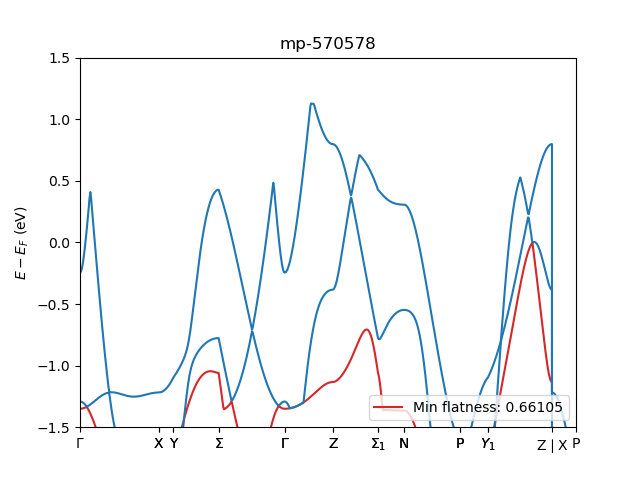 mp-570578
E − E_F (eV)
1.5
1.0
0.5
0.0
−0.5
−1.0
−1.5
Min flatness: 0.66105
Γ X Y Σ Γ Z Σ₁ N P Y₁ Z | X P